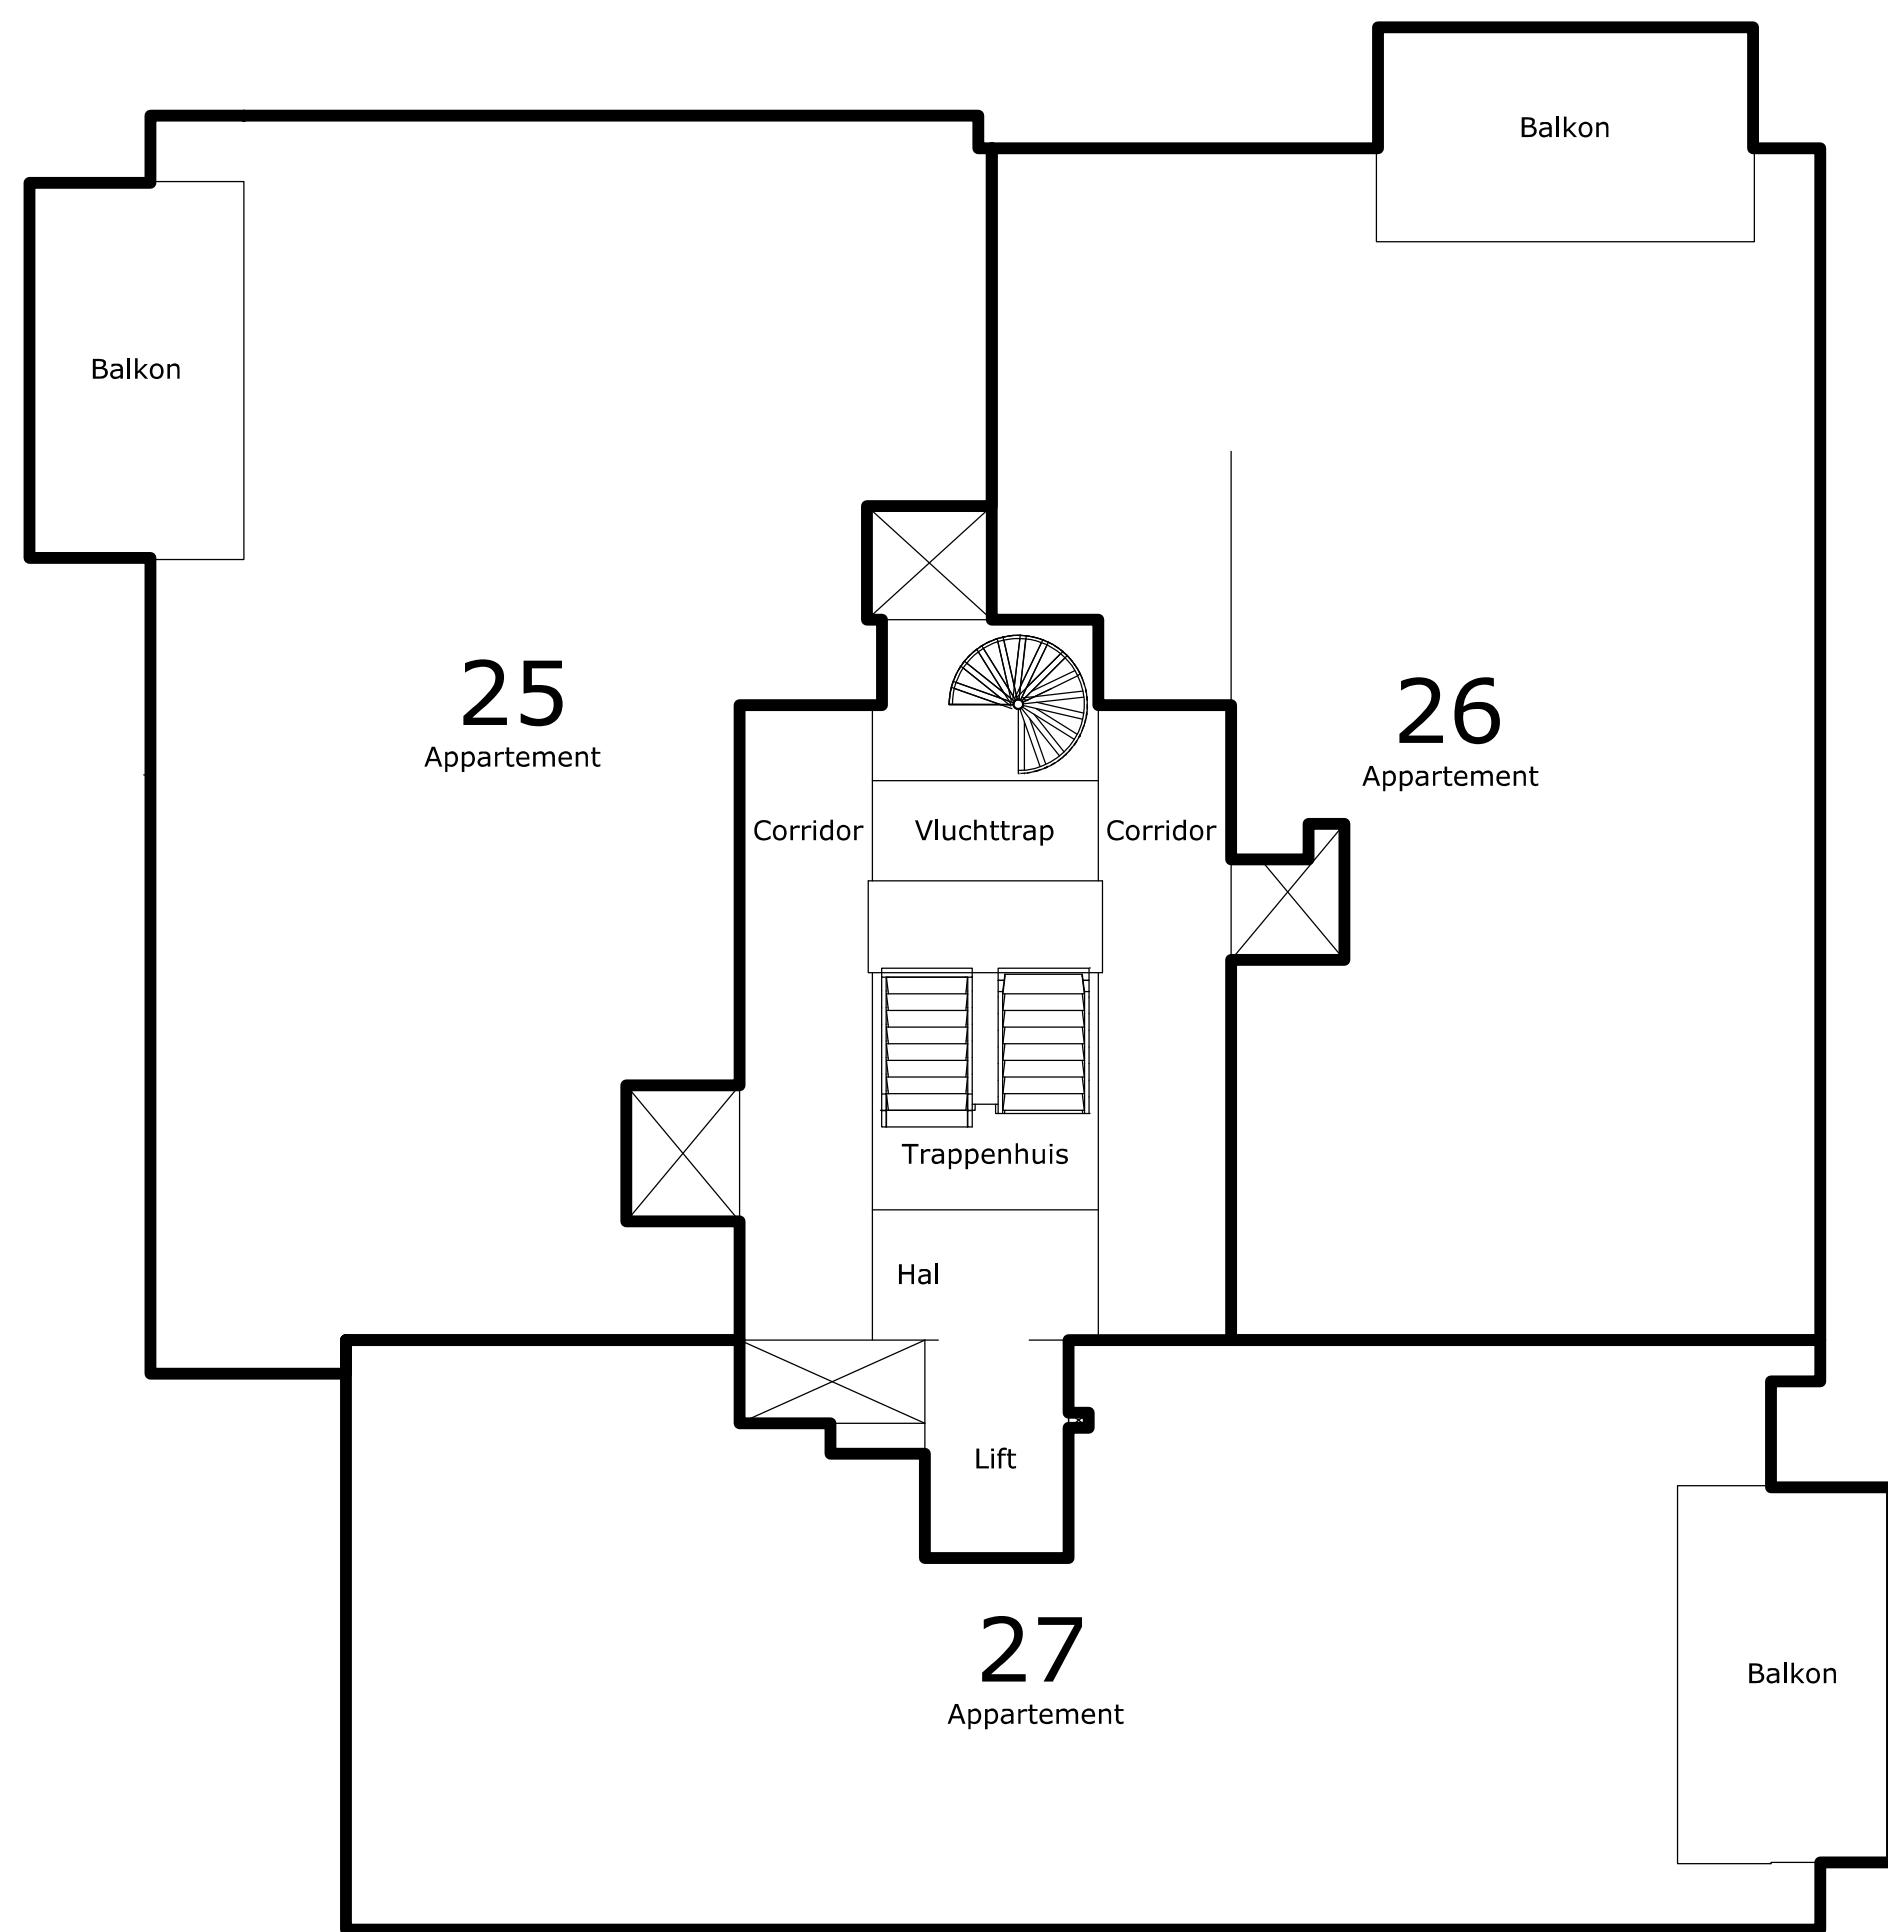 Balkon
Balkon
25
Appartement
26
Appartement
Corridor
Vluchttrap
Corridor
Trappenhuis
Hal
Lift
27
Appartement
Balkon